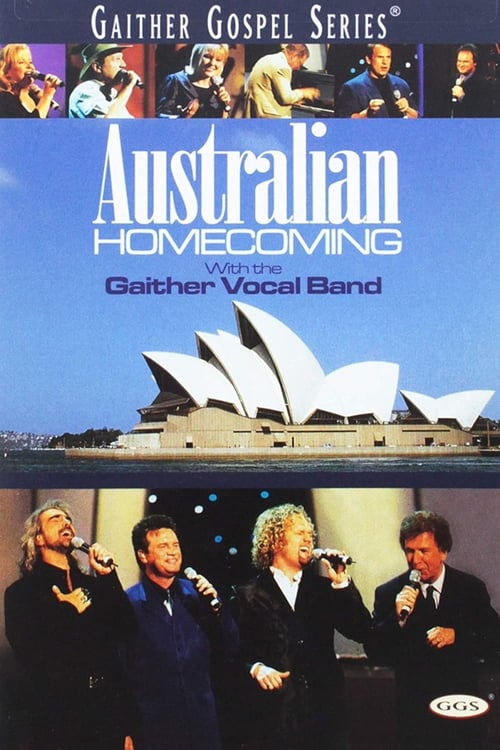 GAITHER GOSPEL SERIES®
Australian
HOMECOMING
With the
Gaither Vocal Band
GGS®